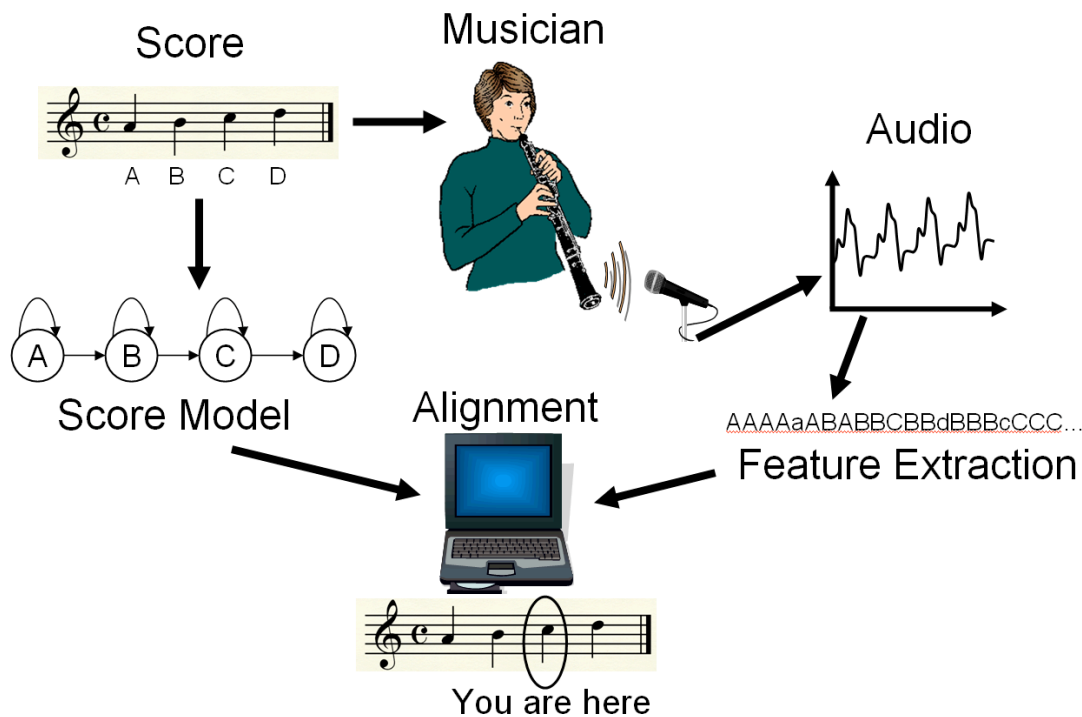 Score
Musician
A B C D
Audio
A B C D
Score Model
Alignment
AAAAaABABBCBBdBBBcCCC...
Feature Extraction
You are here